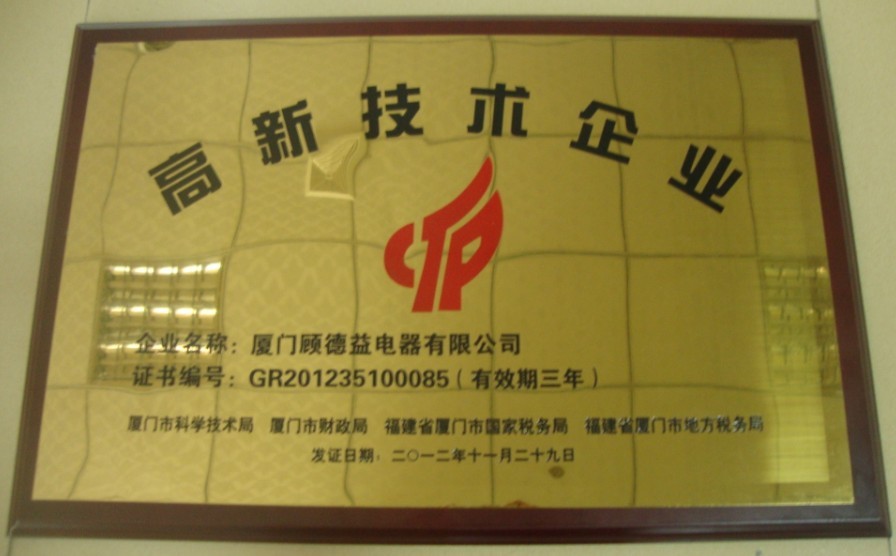 高新技术企业
CTP
企业名称：厦门顾德益电器有限公司
证书编号：GR201235100085（有效期三年）
厦门市科学技术局 厦门市财政局 福建省厦门市国家税务局 福建省厦门市地方税务局
发证日期：二〇一二年十一月二十九日